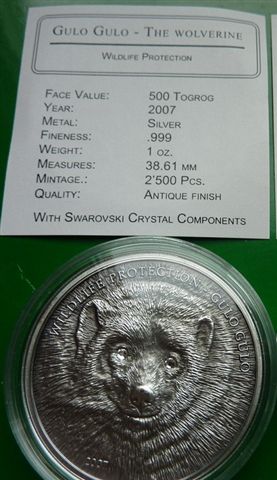 GULO GULO - THE WOLVERINE
WILDLIFE PROTECTION
FACE VALUE: 500 TOGROG
YEAR: 2007
METAL: SILVER
FINENESS: .999
WEIGHT: 1 OZ.
MEASURES: 38.61 MM
MINTAGE.: 2'500 PCS.
QUALITY: ANTIQUE FINISH
WITH SWAROVSKI CRYSTAL COMPONENTS
WILDLIFE PROTECTION - GULO GULO
2007